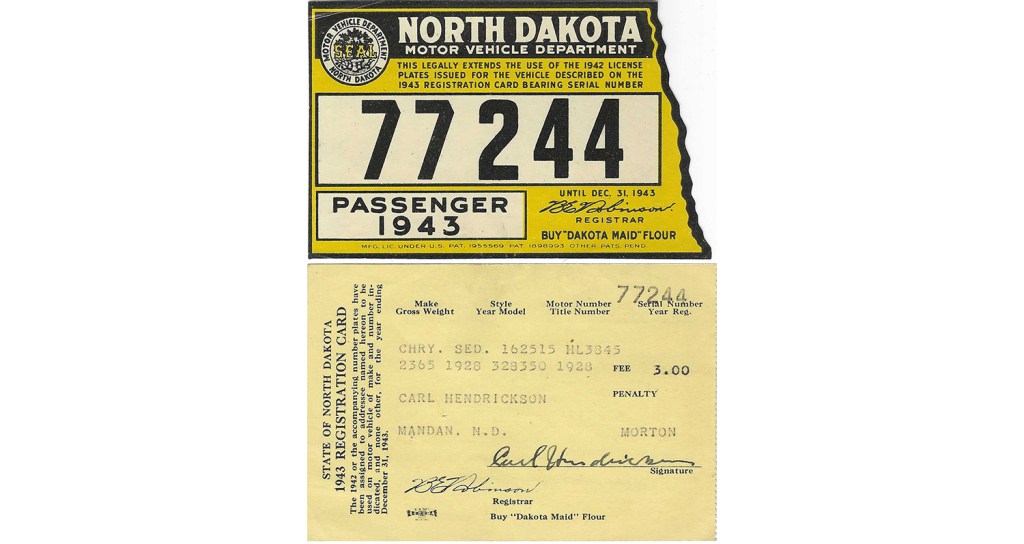 MOTOR VEHICLE DEPARTMENT
SEAL
NORTH DAKOTA
NORTH DAKOTA
MOTOR VEHICLE DEPARTMENT
THIS LEGALLY EXTENDS THE USE OF THE 1942 LICENSE
PLATES ISSUED FOR THE VEHICLE DESCRIBED ON THE
1943 REGISTRATION CARD BEARING SERIAL NUMBER
77244
PASSENGER
1943
UNTIL DEC. 31, 1943
B E Robinson
REGISTRAR
BUY "DAKOTA MAID" FLOUR
MFG. LIC. UNDER U.S. PAT. 1955569 PAT. 1898993 OTHER PATS. PEND.
STATE OF NORTH DAKOTA
1943 REGISTRATION CARD
The 1942 or the accompanying number plates have
been assigned to addressee named hereon to be
used on motor vehicle of make and number in-
dicated, and none other, for the year ending
December 31, 1943.
77244
Make Style Motor Number Serial Number
Gross Weight Year Model Title Number Year Reg.
CHRY. SED. 162515 HL3845
2365 1928 328350 1928 FEE 3.00
CARL HENDRICKSON PENALTY
MANDAN, N.D. MORTON
Carl Hendrickson
Signature
B E Robinson
Registrar
Buy "Dakota Maid" Flour